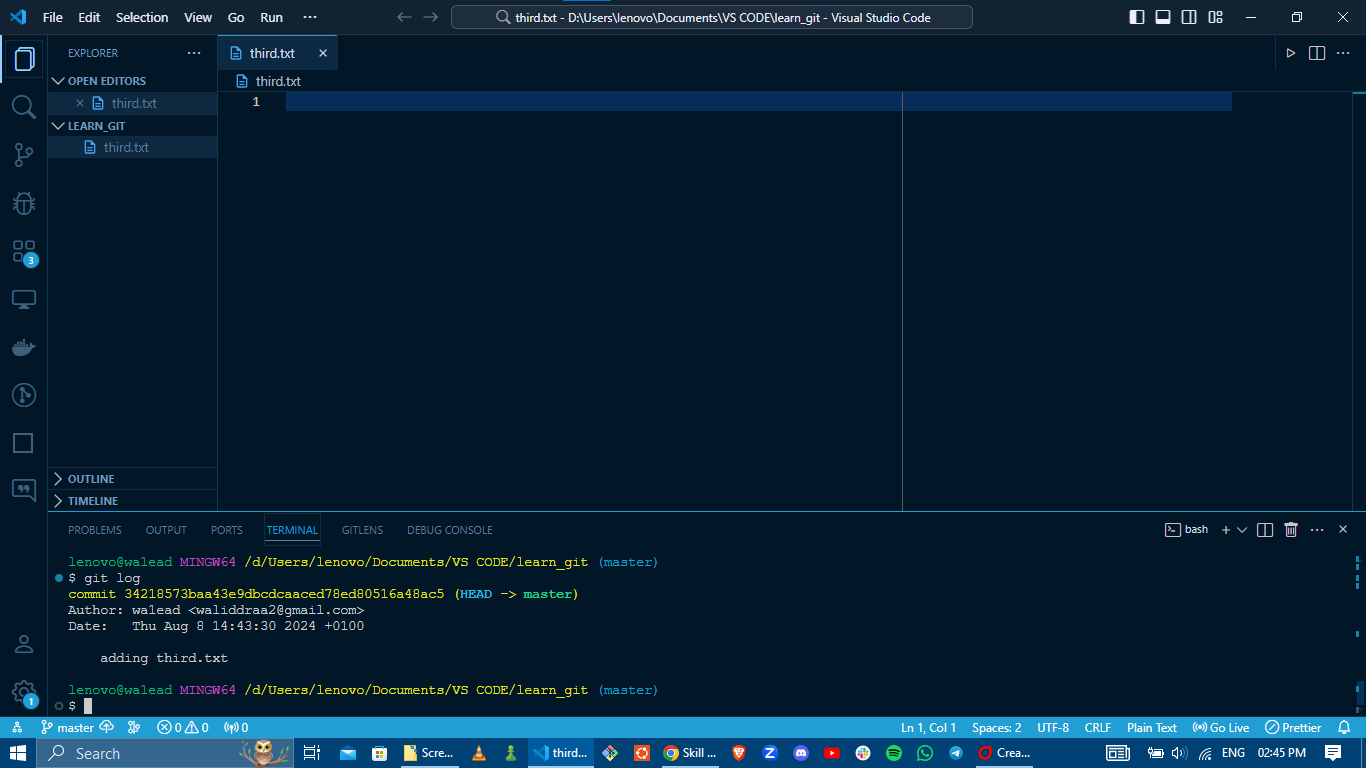 File Edit Selection View Go Run ···
third.txt - D:\Users\lenovo\Documents\VS CODE\learn_git - Visual Studio Code
EXPLORER
OPEN EDITORS
third.txt
LEARN_GIT
third.txt
OUTLINE
TIMELINE
3
1
third.txt
third.txt
1
PROBLEMS OUTPUT PORTS TERMINAL GITLENS DEBUG CONSOLE
bash
lenovo@wa1ead MINGW64 /d/Users/lenovo/Documents/VS CODE/learn_git (master)
$ git log
commit 34218573baa43e9dbcdcaaced78ed80516a48ac5 (HEAD -> master)
Author: wa1ead <waliddraa2@gmail.com>
Date:   Thu Aug 8 14:43:30 2024 +0100
adding third.txt
lenovo@wa1ead MINGW64 /d/Users/lenovo/Documents/VS CODE/learn_git (master)
$
master 0 0 0 Ln 1, Col 1 Spaces: 2 UTF-8 CRLF Plain Text Go Live Prettier
Search Scre... third... Skill ... Crea... ENG 02:45 PM